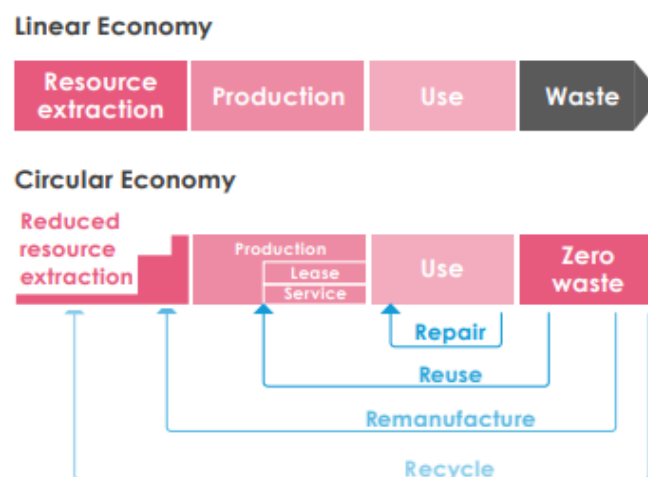 Linear Economy
Resource
extraction
Production
Use
Waste
Circular Economy
Reduced
resource
extraction
Production
Lease
Service
Use
Zero
waste
Repair
Reuse
Remanufacture
Recycle